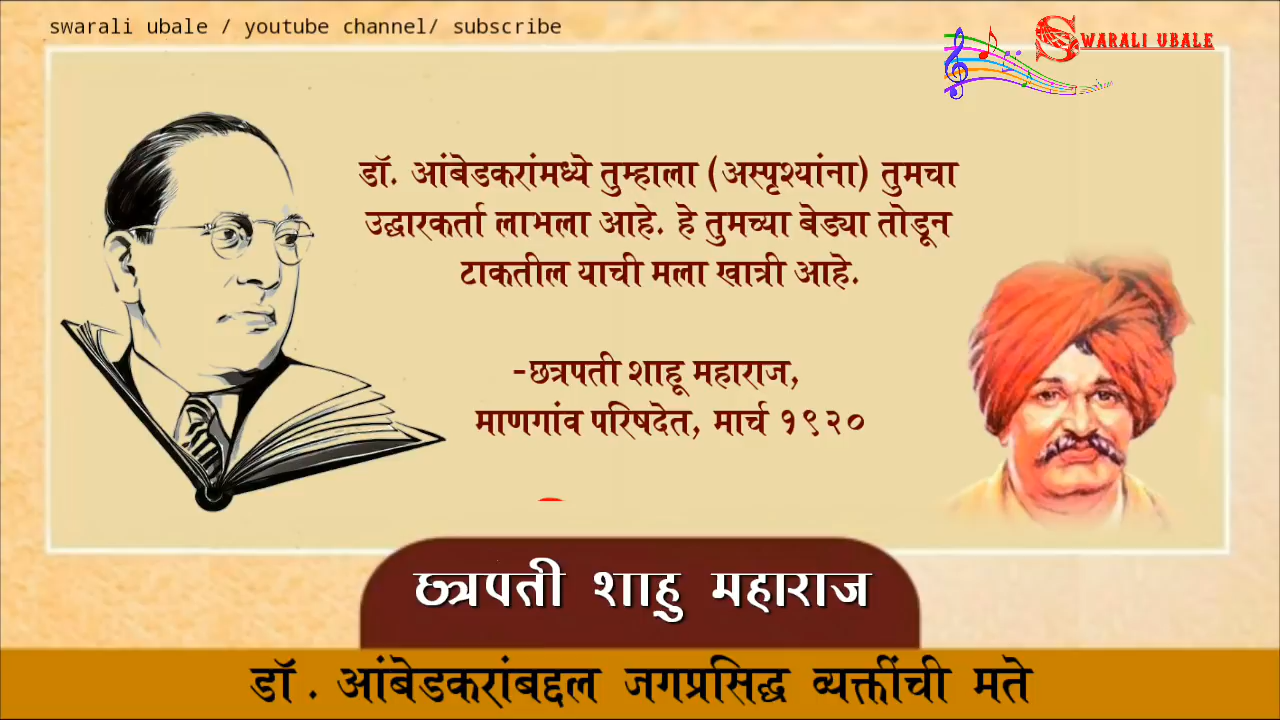 swarali ubale / youtube channel/ subscribe
SWARALI UBALE
डॉ. आंबेडकरांमध्ये तुम्हाला (अस्पृश्यांना) तुमचा
उद्धारकर्ता लाभला आहे. हे तुमच्या बेड्या तोडून
टाकतील याची मला खात्री आहे.
-छत्रपती शाहू महाराज,
माणगांव परिषदेत, मार्च १९२०
छत्रपती शाहु महाराज
डॉ. आंबेडकरांबद्दल जगप्रसिद्ध व्यक्तींची मते